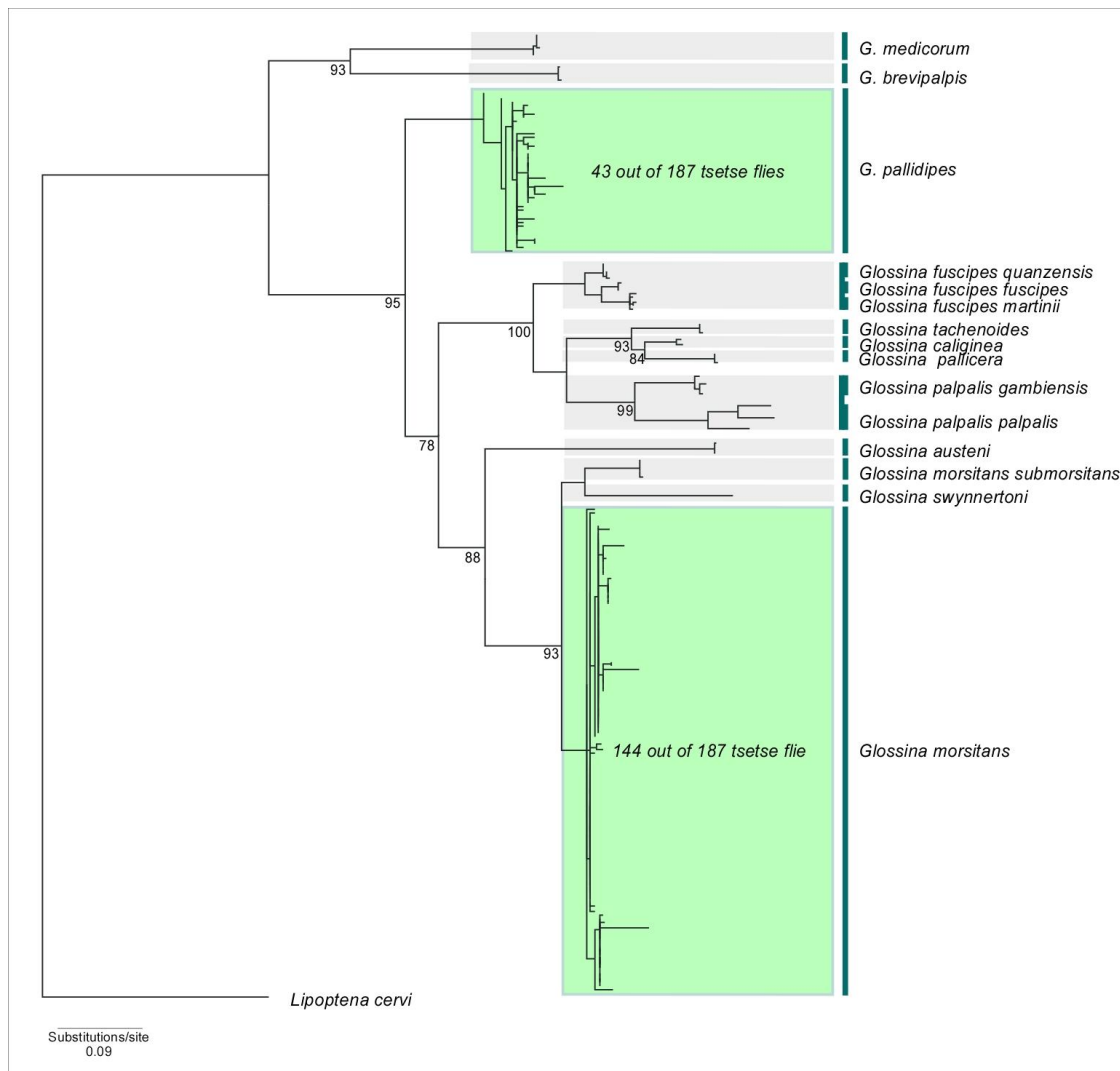 G. medicorum
93
G. brevipalpis
43 out of 187 tsetse flies
G. pallidipes
Glossina fuscipes quanzensis
Glossina fuscipes fuscipes
95
Glossina fuscipes martinii
100
Glossina tachenoides
93
Glossina caliginea
84
Glossina pallicera
Glossina palpalis gambiensis
99
Glossina palpalis palpalis
78
Glossina austeni
Glossina morsitans submorsitans
Glossina swynnertoni
88
93
144 out of 187 tsetse flie
Glossina morsitans
Lipoptena cervi
Substitutions/site
0.09